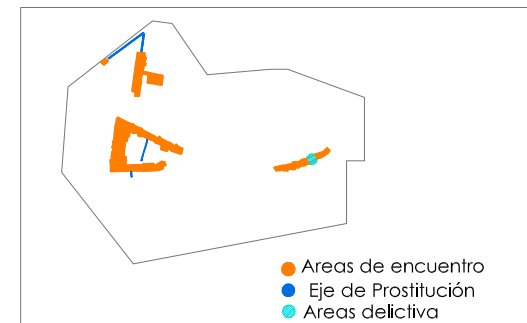 Areas de encuentro
Eje de Prostitución
Areas delictiva